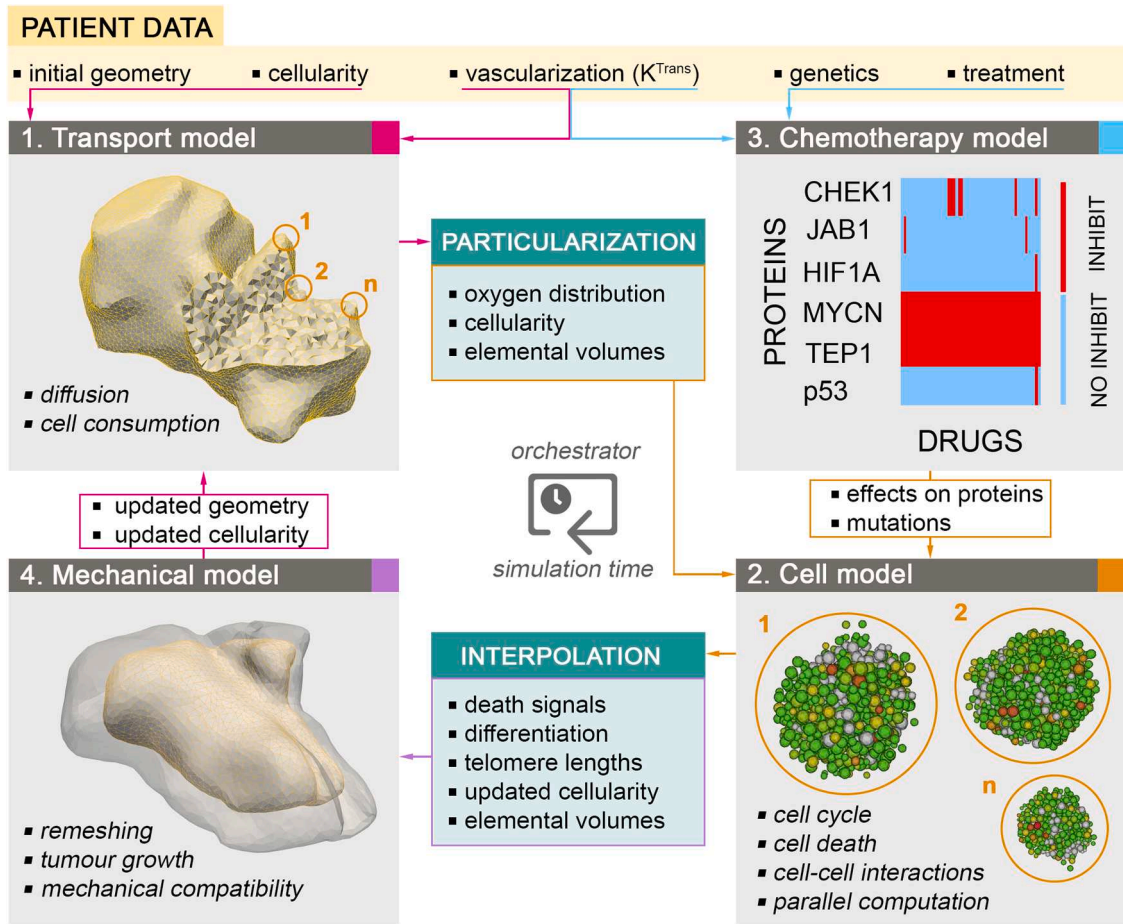 PATIENT DATA
▪ initial geometry ▪ cellularity ▪ vascularization (K^Trans) ▪ genetics ▪ treatment
1. Transport model
1
2
n
▪ diffusion
▪ cell consumption
PARTICULARIZATION
▪ oxygen distribution
▪ cellularity
▪ elemental volumes
3. Chemotherapy model
PROTEINS
CHEK1
JAB1
HIF1A
MYCN
TEP1
p53
DRUGS
INHIBIT
NO INHIBIT
▪ effects on proteins
▪ mutations
orchestrator
simulation time
▪ updated geometry
▪ updated cellularity
4. Mechanical model
▪ remeshing
▪ tumour growth
▪ mechanical compatibility
INTERPOLATION
▪ death signals
▪ differentiation
▪ telomere lengths
▪ updated cellularity
▪ elemental volumes
2. Cell model
1
2
n
▪ cell cycle
▪ cell death
▪ cell-cell interactions
▪ parallel computation